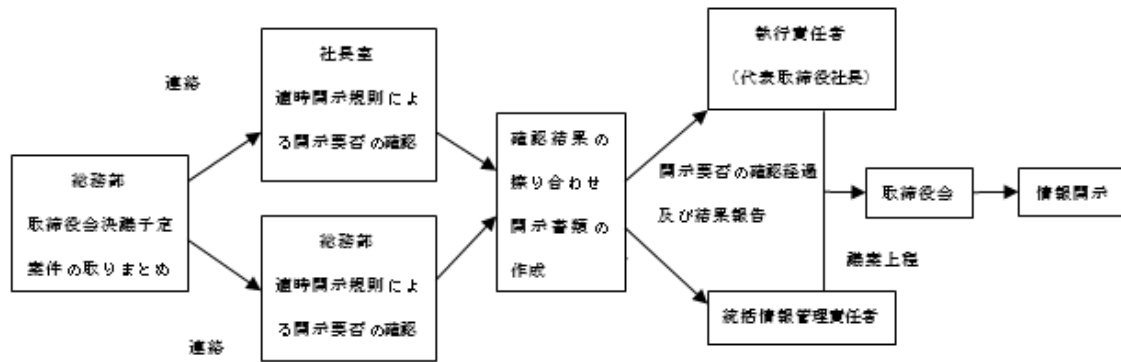 連絡
総務部
取締役会決議予定
案件の取りまとめ
社長室
適時開示規則によ
る開示要否の確認
総務部
適時開示規則によ
る開示要否の確認
連絡
確認結果の
擦り合わせ
開示書類の
作成
執行責任者
(代表取締役社長)
開示要否の確認経過
及び結果報告
統括情報管理責任者
議案上程
取締役会
情報開示